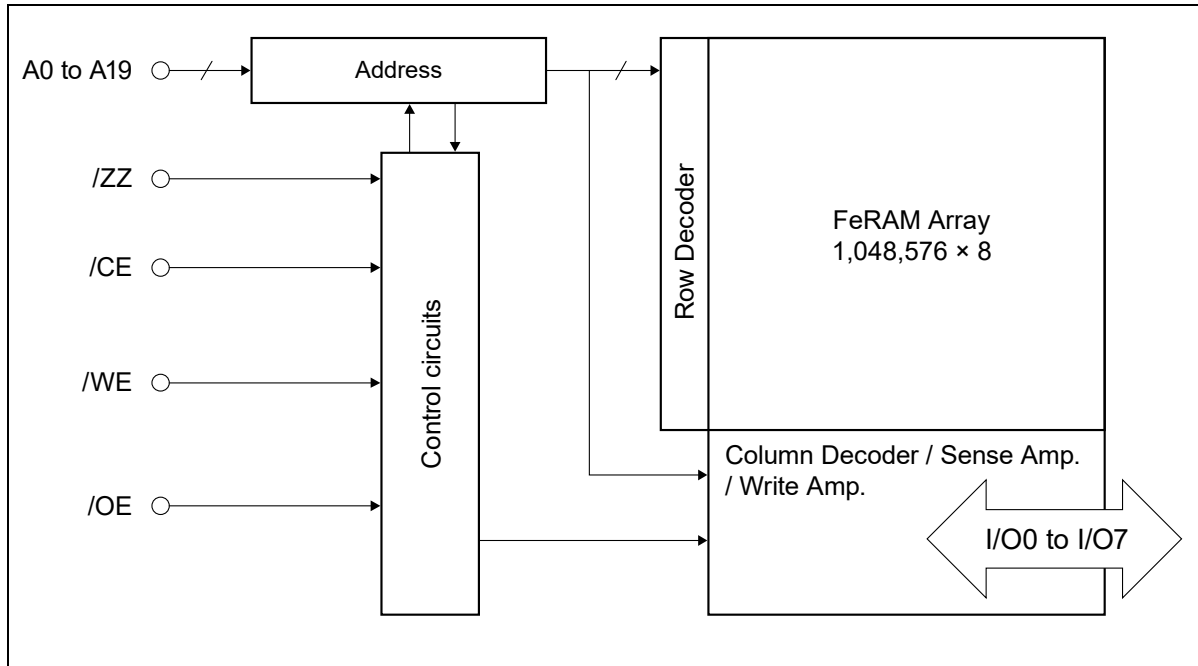 A0 to A19
Address
/ZZ
/CE
/WE
/OE
Control circuits
Row Decoder
FeRAM Array
1,048,576 × 8
Column Decoder / Sense Amp.
/ Write Amp.
I/O0 to I/O7